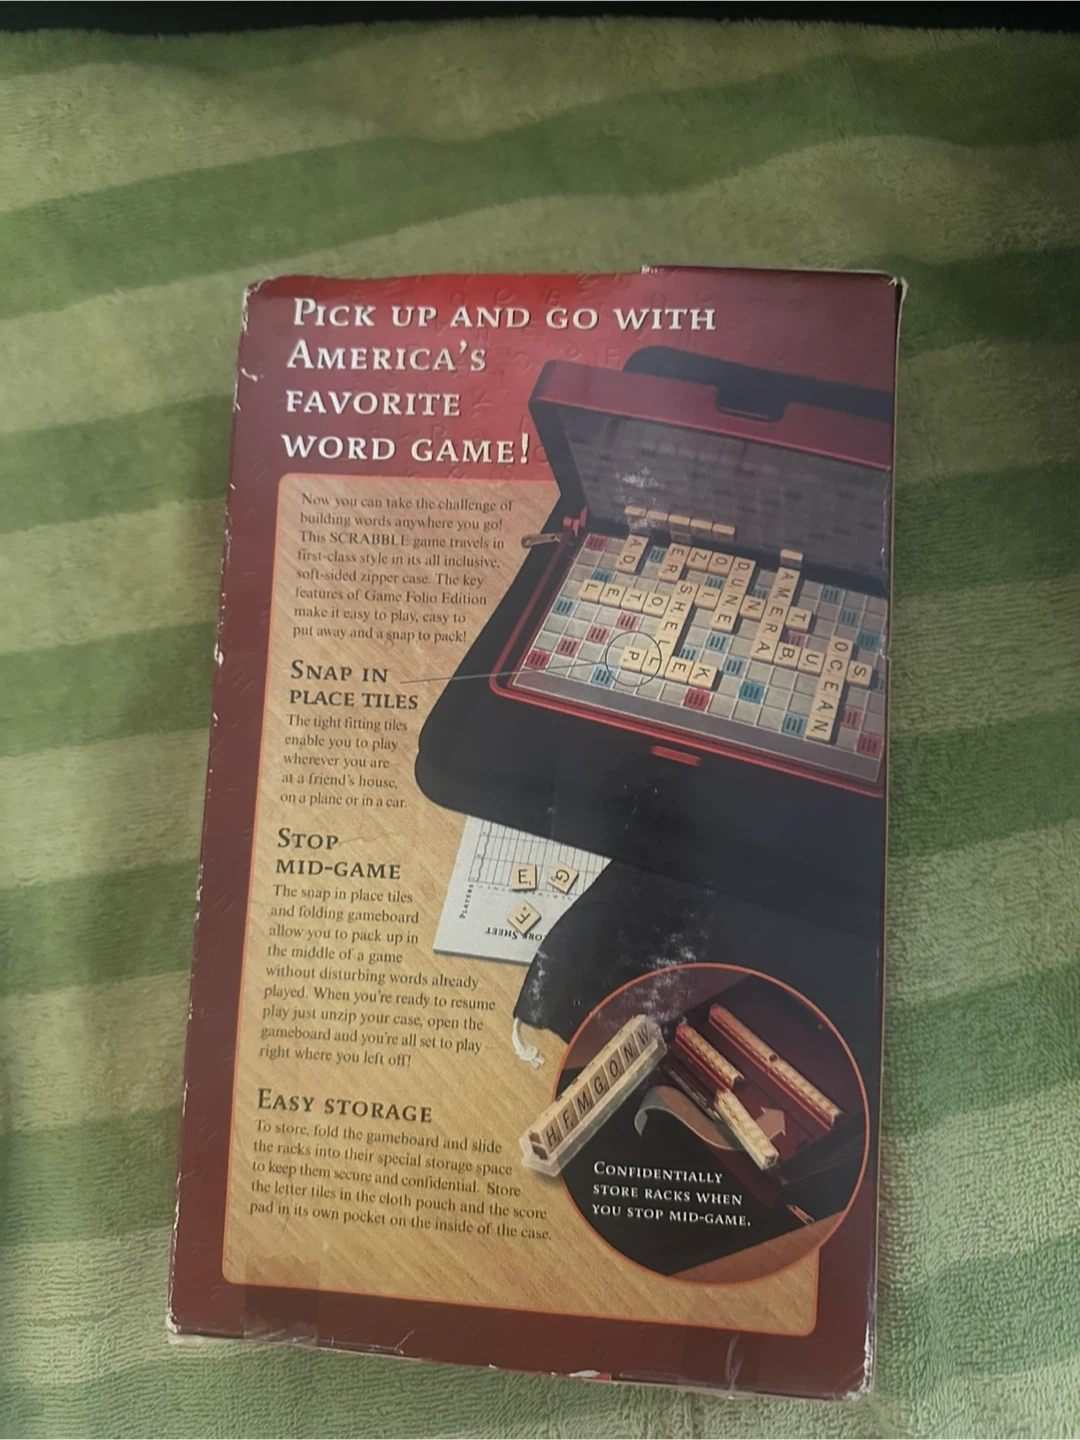 PICK UP AND GO WITH
AMERICA'S
FAVORITE
WORD GAME!
Now you can take the challenge of
building words anywhere you go!
This SCRABBLE game travels in
first-class style in its all inclusive,
soft-sided zipper case. The key
features of Game Folio Edition
make it easy to play, easy to
put away and a snap to pack!
SNAP IN
PLACE TILES
The tight fitting tiles
enable you to play
wherever you are
at a friend's house,
on a plane or in a car.
STOP
MID-GAME
The snap in place tiles
and folding gameboard
allow you to pack up in
the middle of a game
without disturbing words already
played. When you're ready to resume
play just unzip your case, open the
gameboard and you're all set to play
right where you left off!
EASY STORAGE
To store, fold the gameboard and slide
the racks into their special storage space
to keep them secure and confidential. Store
the letter tiles in the cloth pouch and the score
pad in its own pocket on the inside of the case.
CONFIDENTIALLY
STORE RACKS WHEN
YOU STOP MID-GAME.
PLAYERS
SHEET
E
G
F
OCEAN